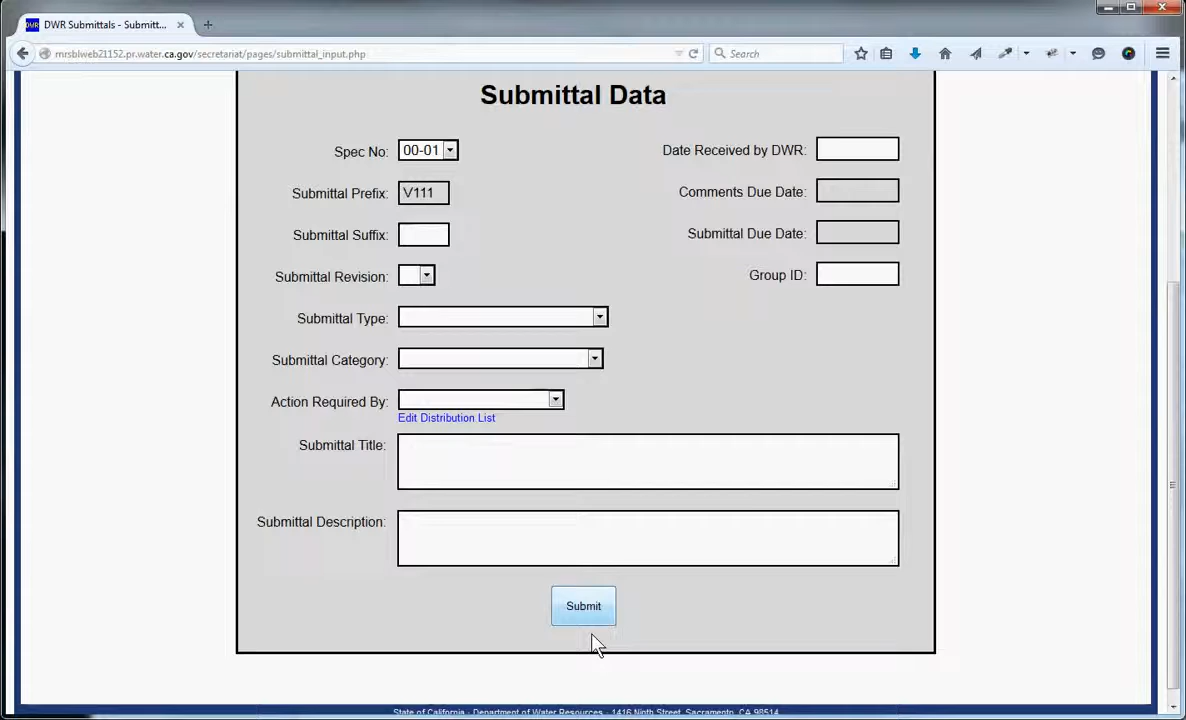 DWR Submittals - Submitt...
mrsblweb21152.pr.water.ca.gov/secretariat/pages/submittal_input.php
Search
Submittal Data
Spec No: 00-01
Date Received by DWR:
Submittal Prefix: V111
Comments Due Date:
Submittal Suffix:
Submittal Due Date:
Submittal Revision:
Group ID:
Submittal Type:
Submittal Category:
Action Required By:
Edit Distribution List
Submittal Title:
Submittal Description:
Submit
State of California - Department of Water Resources - 1416 Ninth Street, Sacramento, CA 98514